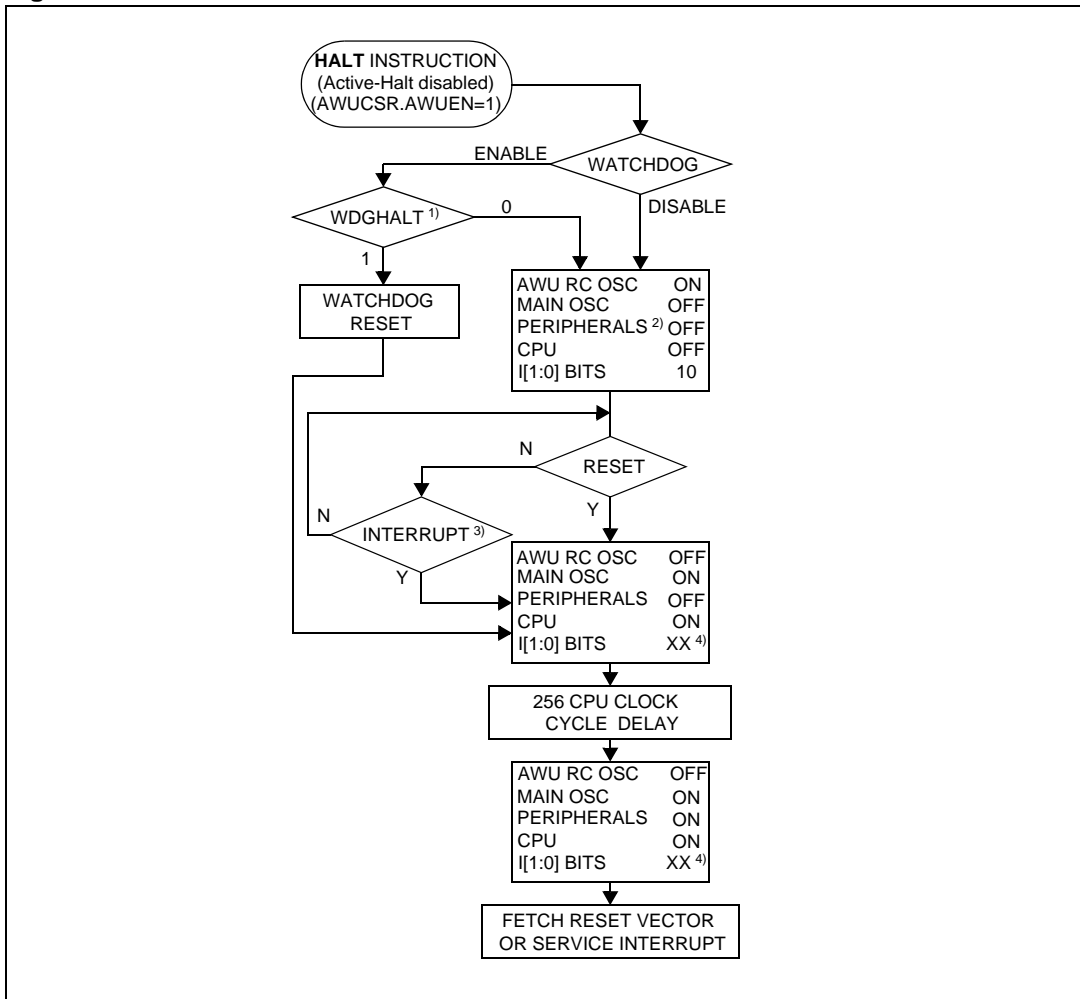 HALT INSTRUCTION
(Active-Halt disabled)
(AWUCSR.AWUEN=1)
WATCHDOG
ENABLE
DISABLE
WDGHALT 1)
0
1
WATCHDOG
RESET
AWU RC OSC ON
MAIN OSC OFF
PERIPHERALS 2) OFF
CPU OFF
I[1:0] BITS 10
RESET
N
Y
INTERRUPT 3)
N
Y
AWU RC OSC OFF
MAIN OSC ON
PERIPHERALS OFF
CPU ON
I[1:0] BITS XX 4)
256 CPU CLOCK
CYCLE DELAY
AWU RC OSC OFF
MAIN OSC ON
PERIPHERALS ON
CPU ON
I[1:0] BITS XX 4)
FETCH RESET VECTOR
OR SERVICE INTERRUPT